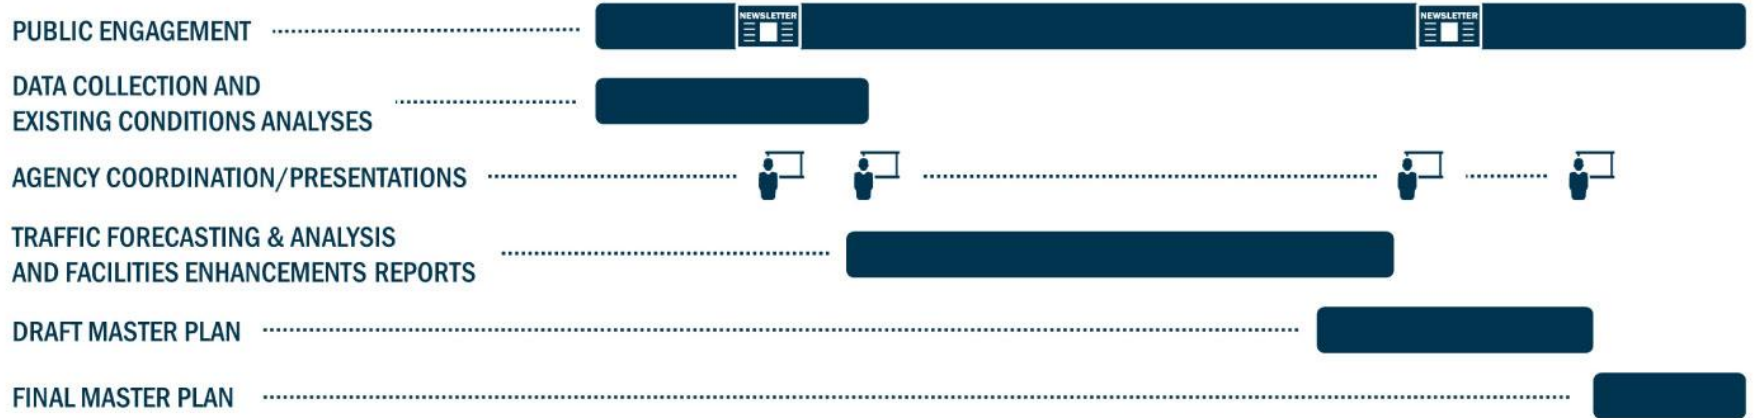 PUBLIC ENGAGEMENT
NEWSLETTER
NEWSLETTER
DATA COLLECTION AND
EXISTING CONDITIONS ANALYSES
AGENCY COORDINATION/PRESENTATIONS
TRAFFIC FORECASTING & ANALYSIS
AND FACILITIES ENHANCEMENTS REPORTS
DRAFT MASTER PLAN
FINAL MASTER PLAN